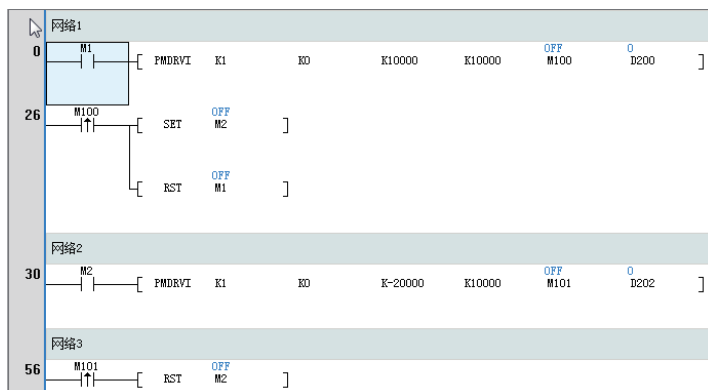 网络1
0 M1 [ PMDRVI K1 K0 K10000 K10000 OFF M100 0 D200 ]
26 M100 [ SET OFF M2 ]
[ RST OFF M1 ]
网络2
30 M2 [ PMDRVI K1 K0 K-20000 K10000 OFF M101 0 D202 ]
网络3
56 M101 [ RST OFF M2 ]